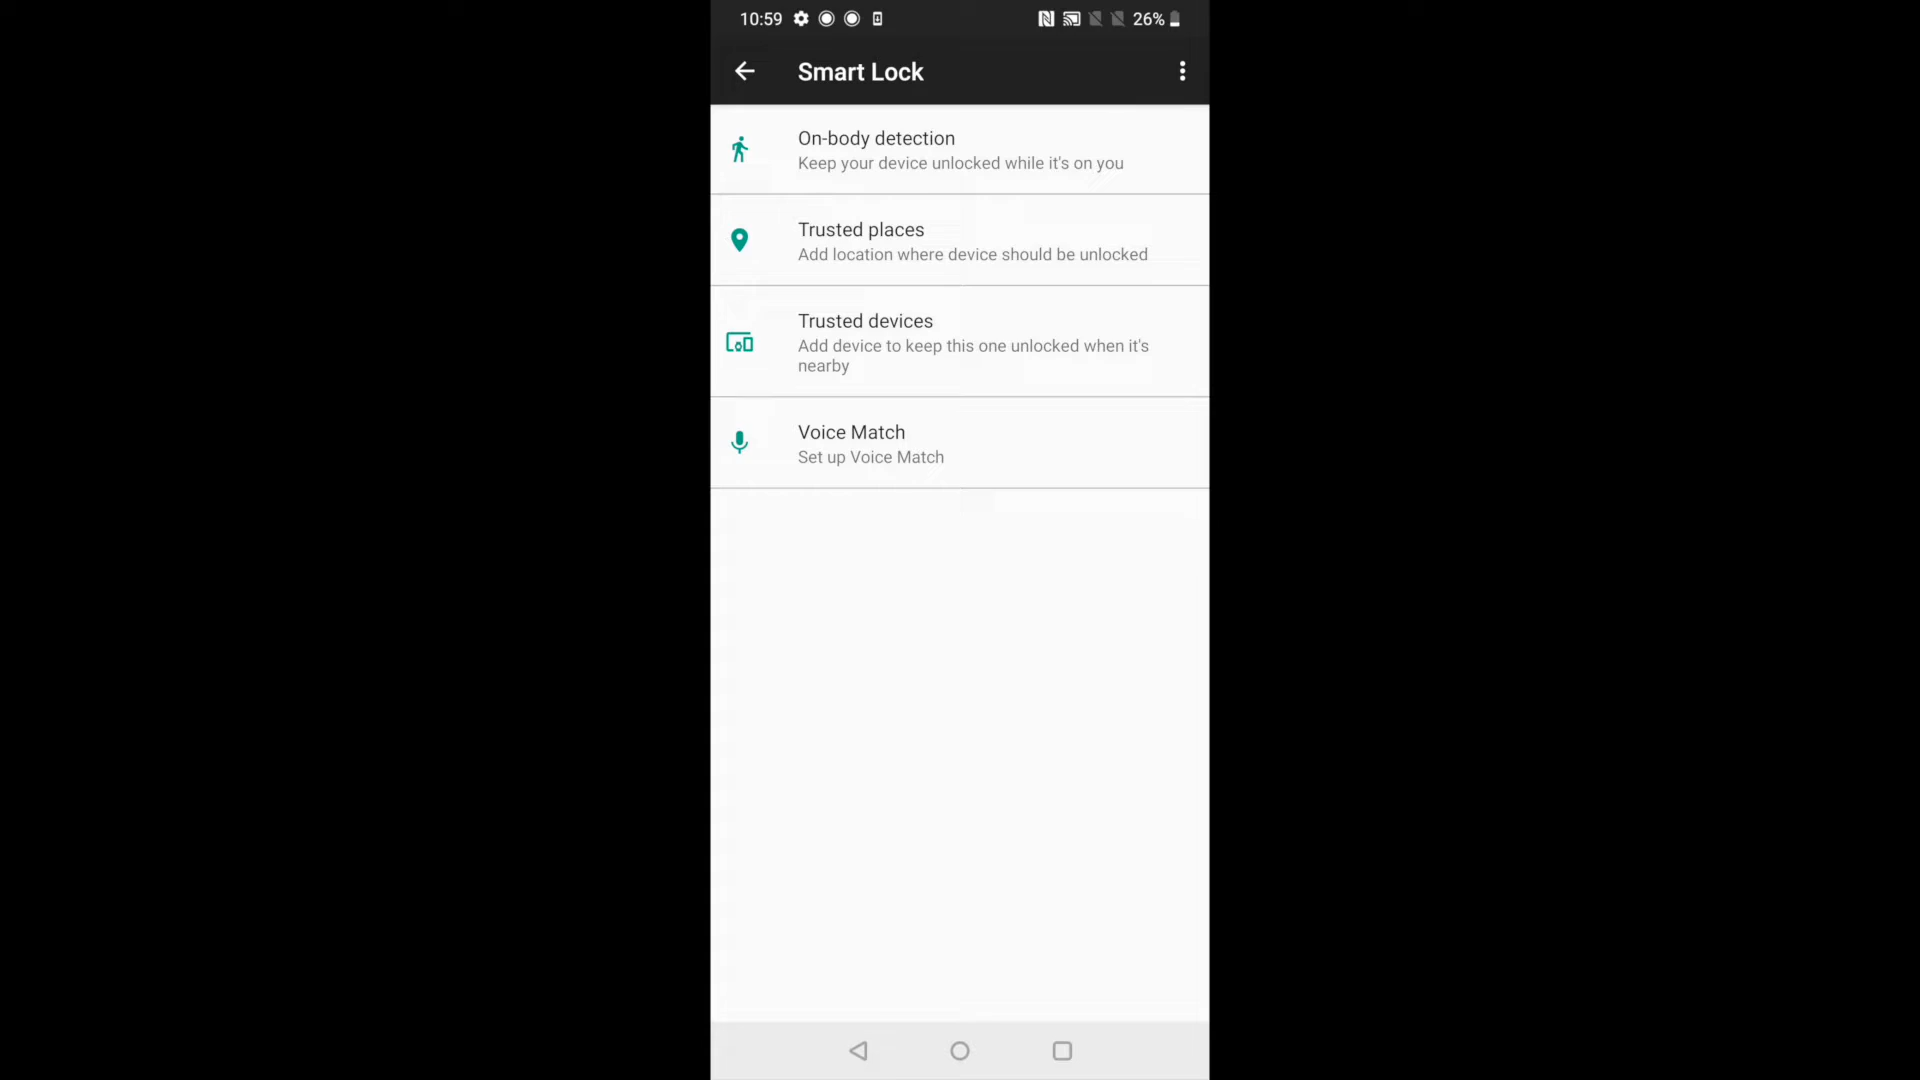 10:59 26%
Smart Lock
On-body detection
Keep your device unlocked while it's on you
Trusted places
Add location where device should be unlocked
Trusted devices
Add device to keep this one unlocked when it's
nearby
Voice Match
Set up Voice Match